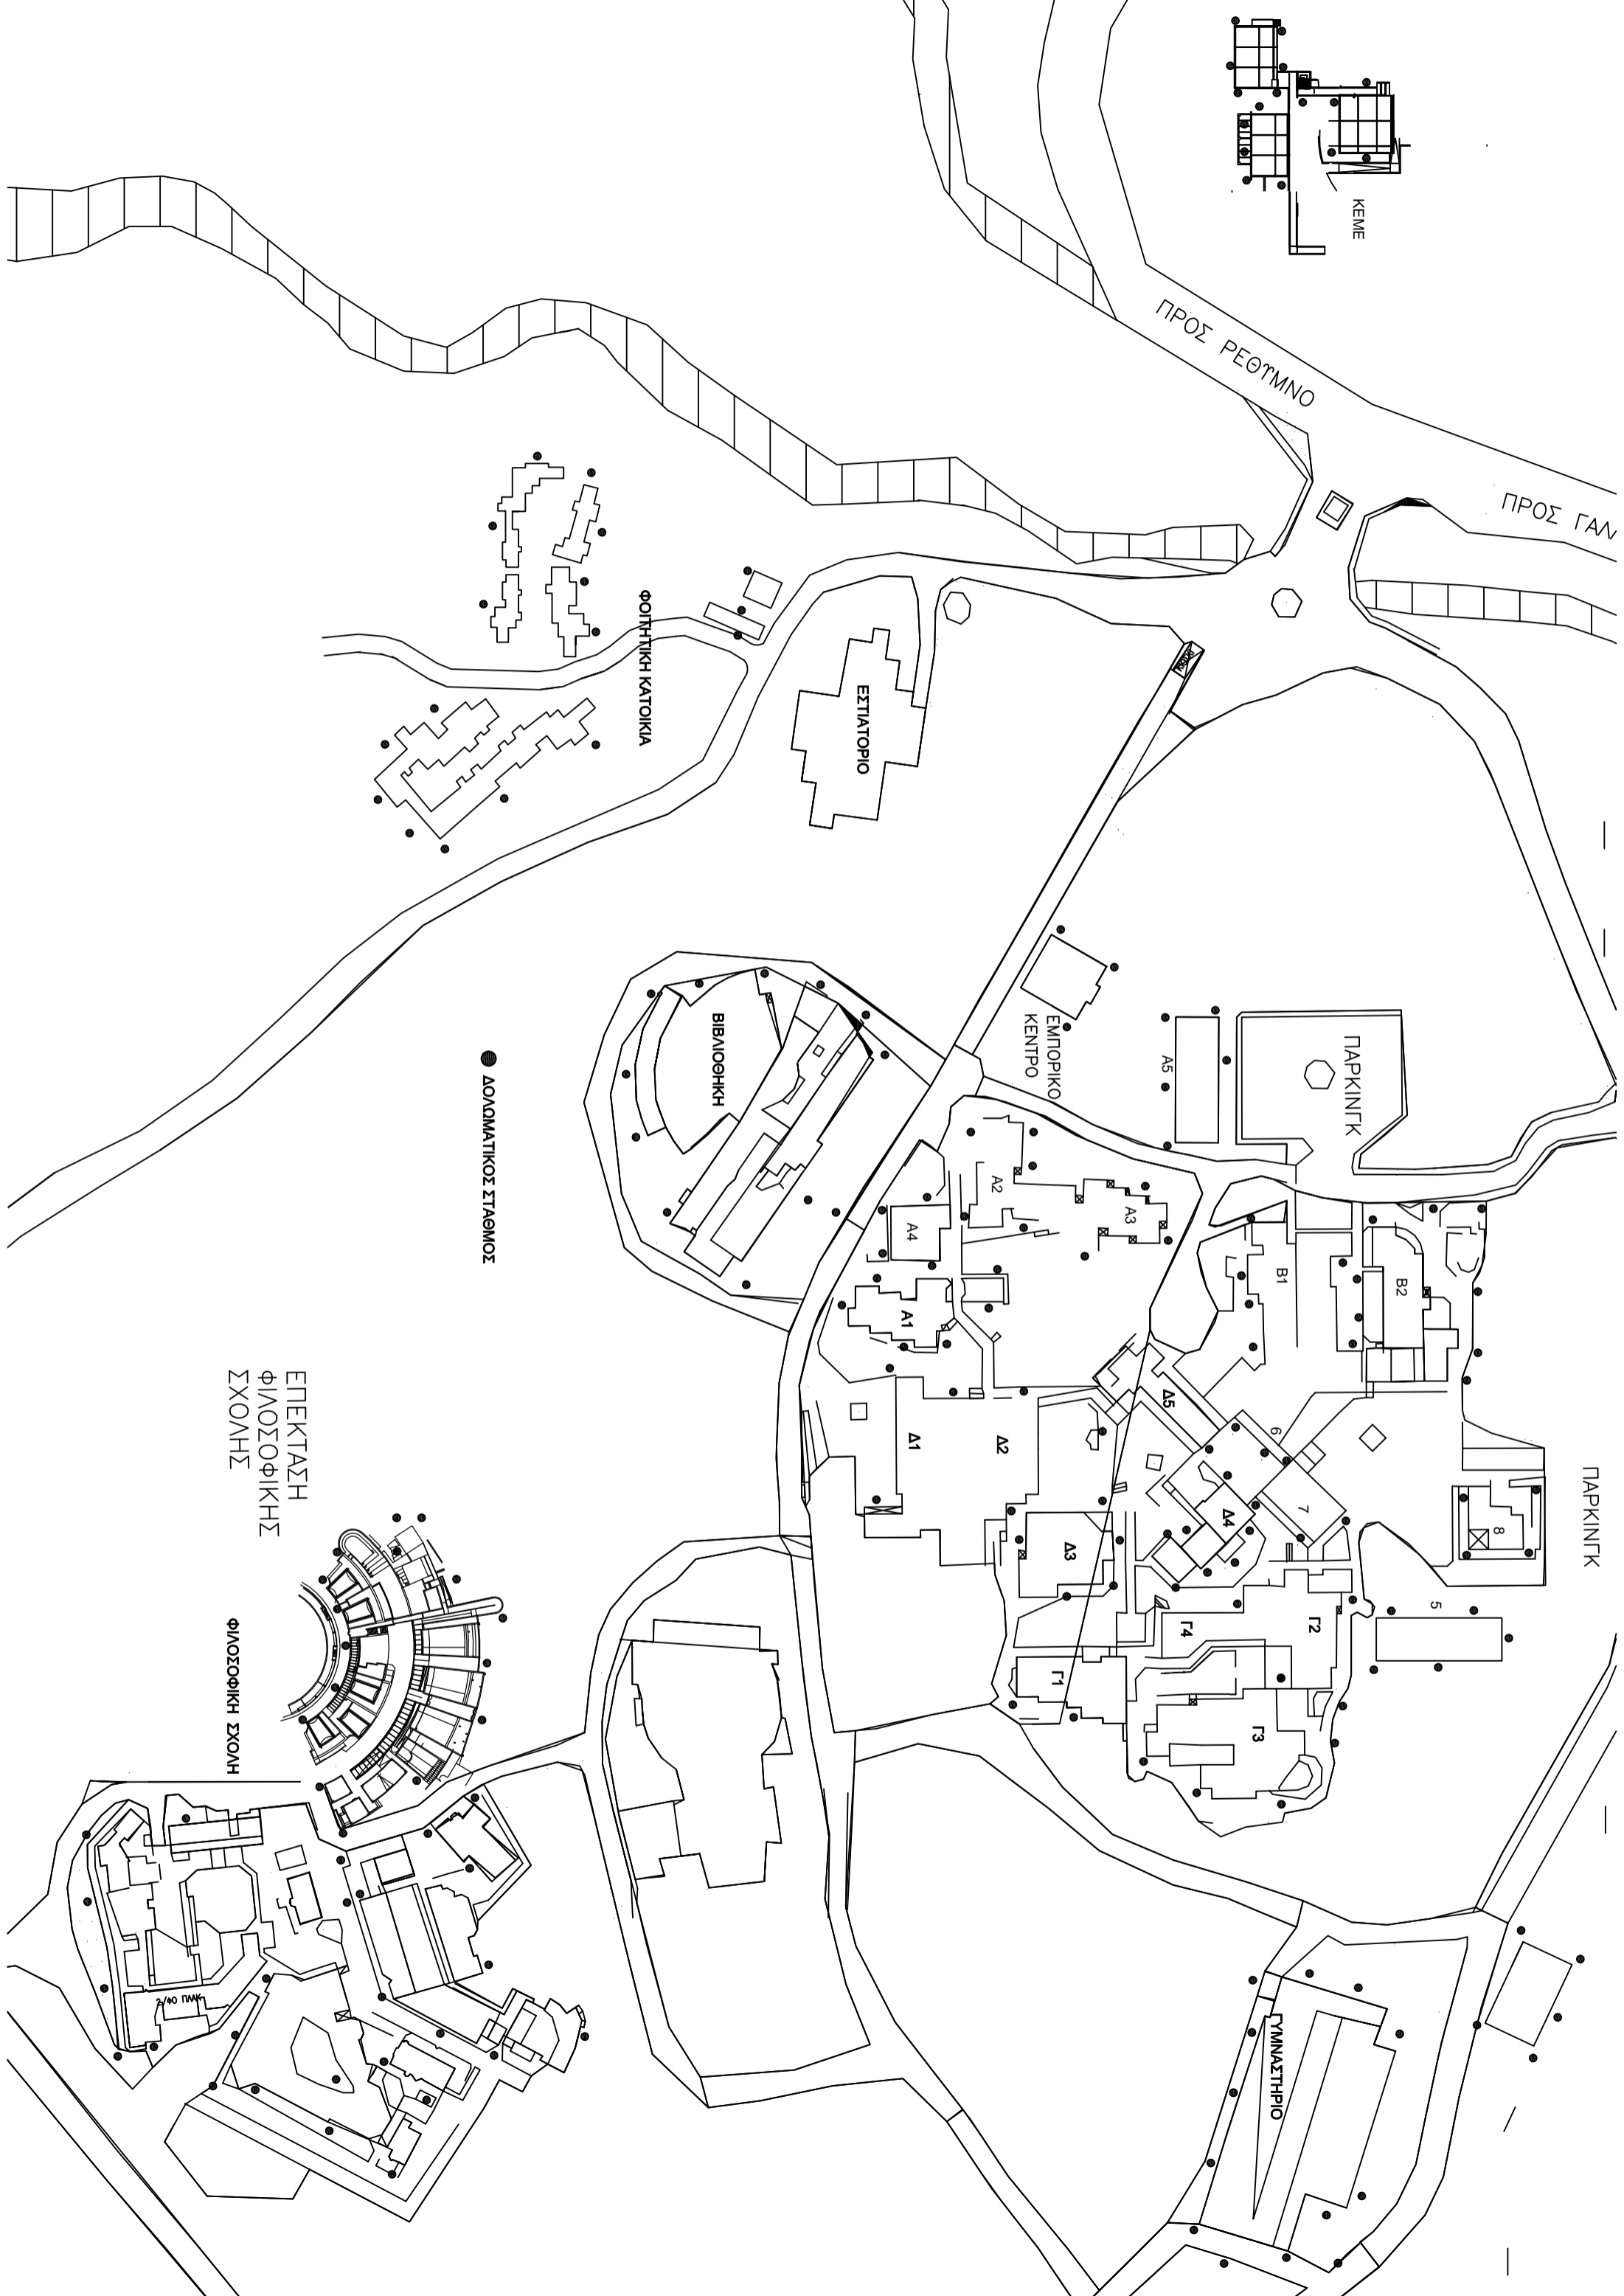 ΚΕΜΕ
ΠΡΟΣ ΡΕΘΥΜΝΟ
ΠΡΟΣ ΓΑΛ
ΦΟΙΤΗΤΙΚΗ ΚΑΤΟΙΚΙΑ
ΕΣΤΙΑΤΟΡΙΟ
ΕΜΠΟΡΙΚΟ
ΚΕΝΤΡΟ
Α5
ΠΑΡΚΙΝΓΚ
ΒΙΒΛΙΟΘΗΚΗ
ΔΟΛΩΜΑΤΙΚΟΣ ΣΤΑΘΜΟΣ
Α2
Α3
Α4
Α1
Β1
Β2
Δ5
Δ1
Δ2
6
7
Δ4
8
ΠΑΡΚΙΝΓΚ
Δ3
5
Γ4
Γ2
Γ1
Γ3
ΕΠΕΚΤΑΣΗ
ΦΙΛΟΣΟΦΙΚΗΣ
ΣΧΟΛΗΣ
ΦΙΛΟΣΟΦΙΚΗ ΣΧΟΛΗ
ΓΥΜΝΑΣΤΗΡΙΟ